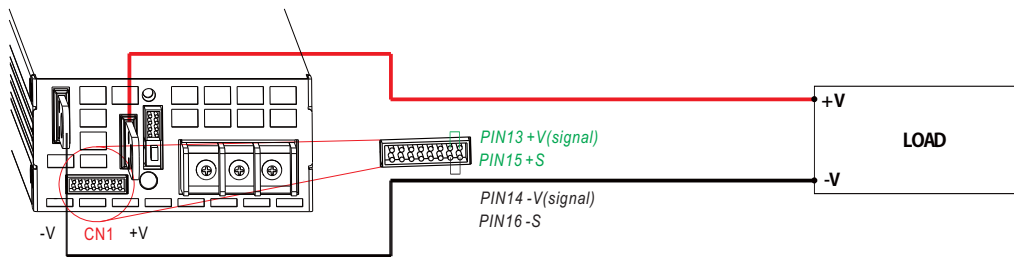 +V
LOAD
-V
PIN13 +V(signal)
PIN15 +S
PIN14 -V(signal)
PIN16 -S
-V CN1 +V